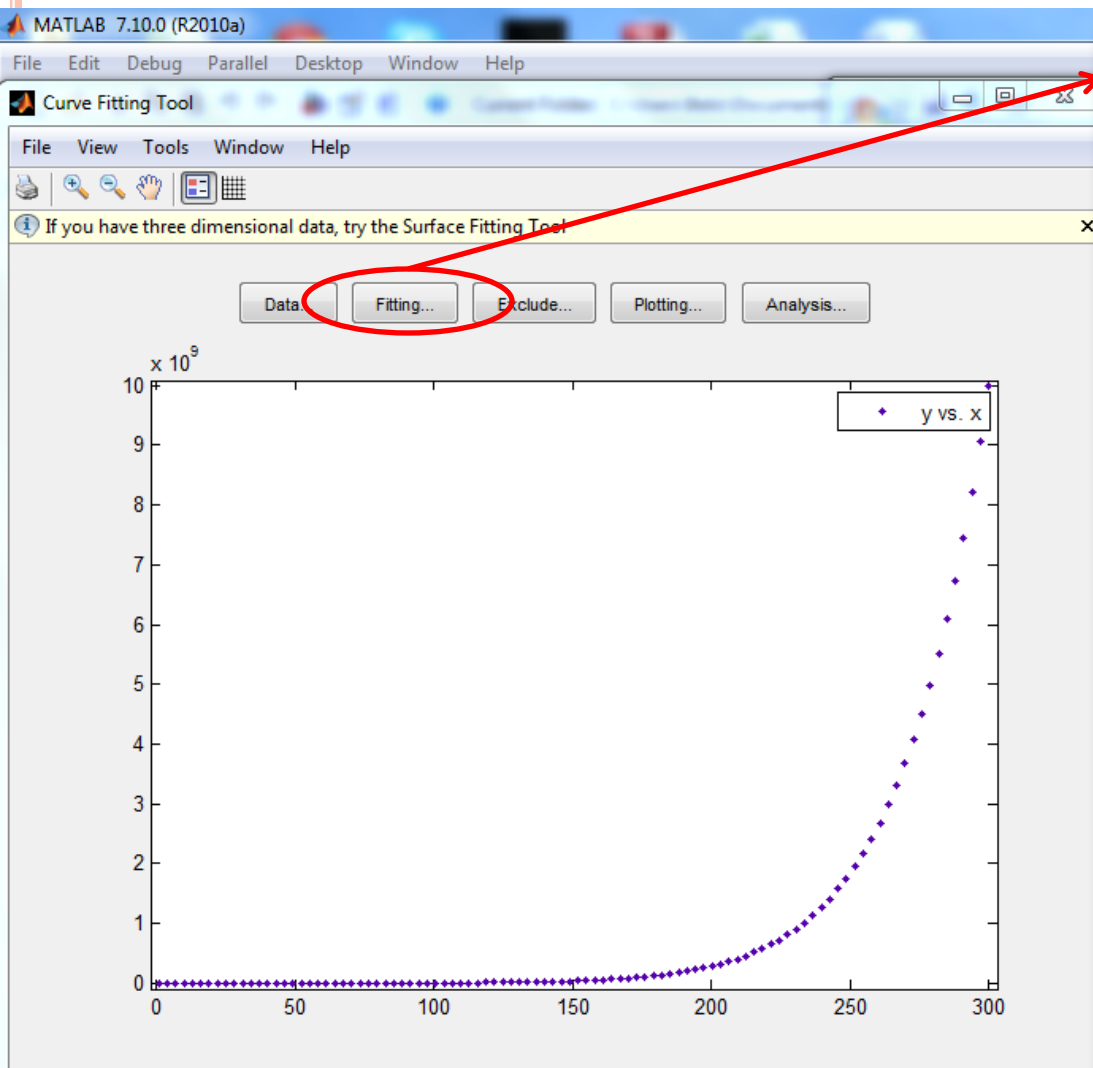 MATLAB 7.10.0 (R2010a)
File Edit Debug Parallel Desktop Window Help
Curve Fitting Tool
File View Tools Window Help
If you have three dimensional data, try the Surface Fitting Tool
Data... Fitting... Exclude... Plotting... Analysis...
x 10^9
10
y vs. x
9
8
7
6
5
4
3
2
1
0
0 50 100 150 200 250 300